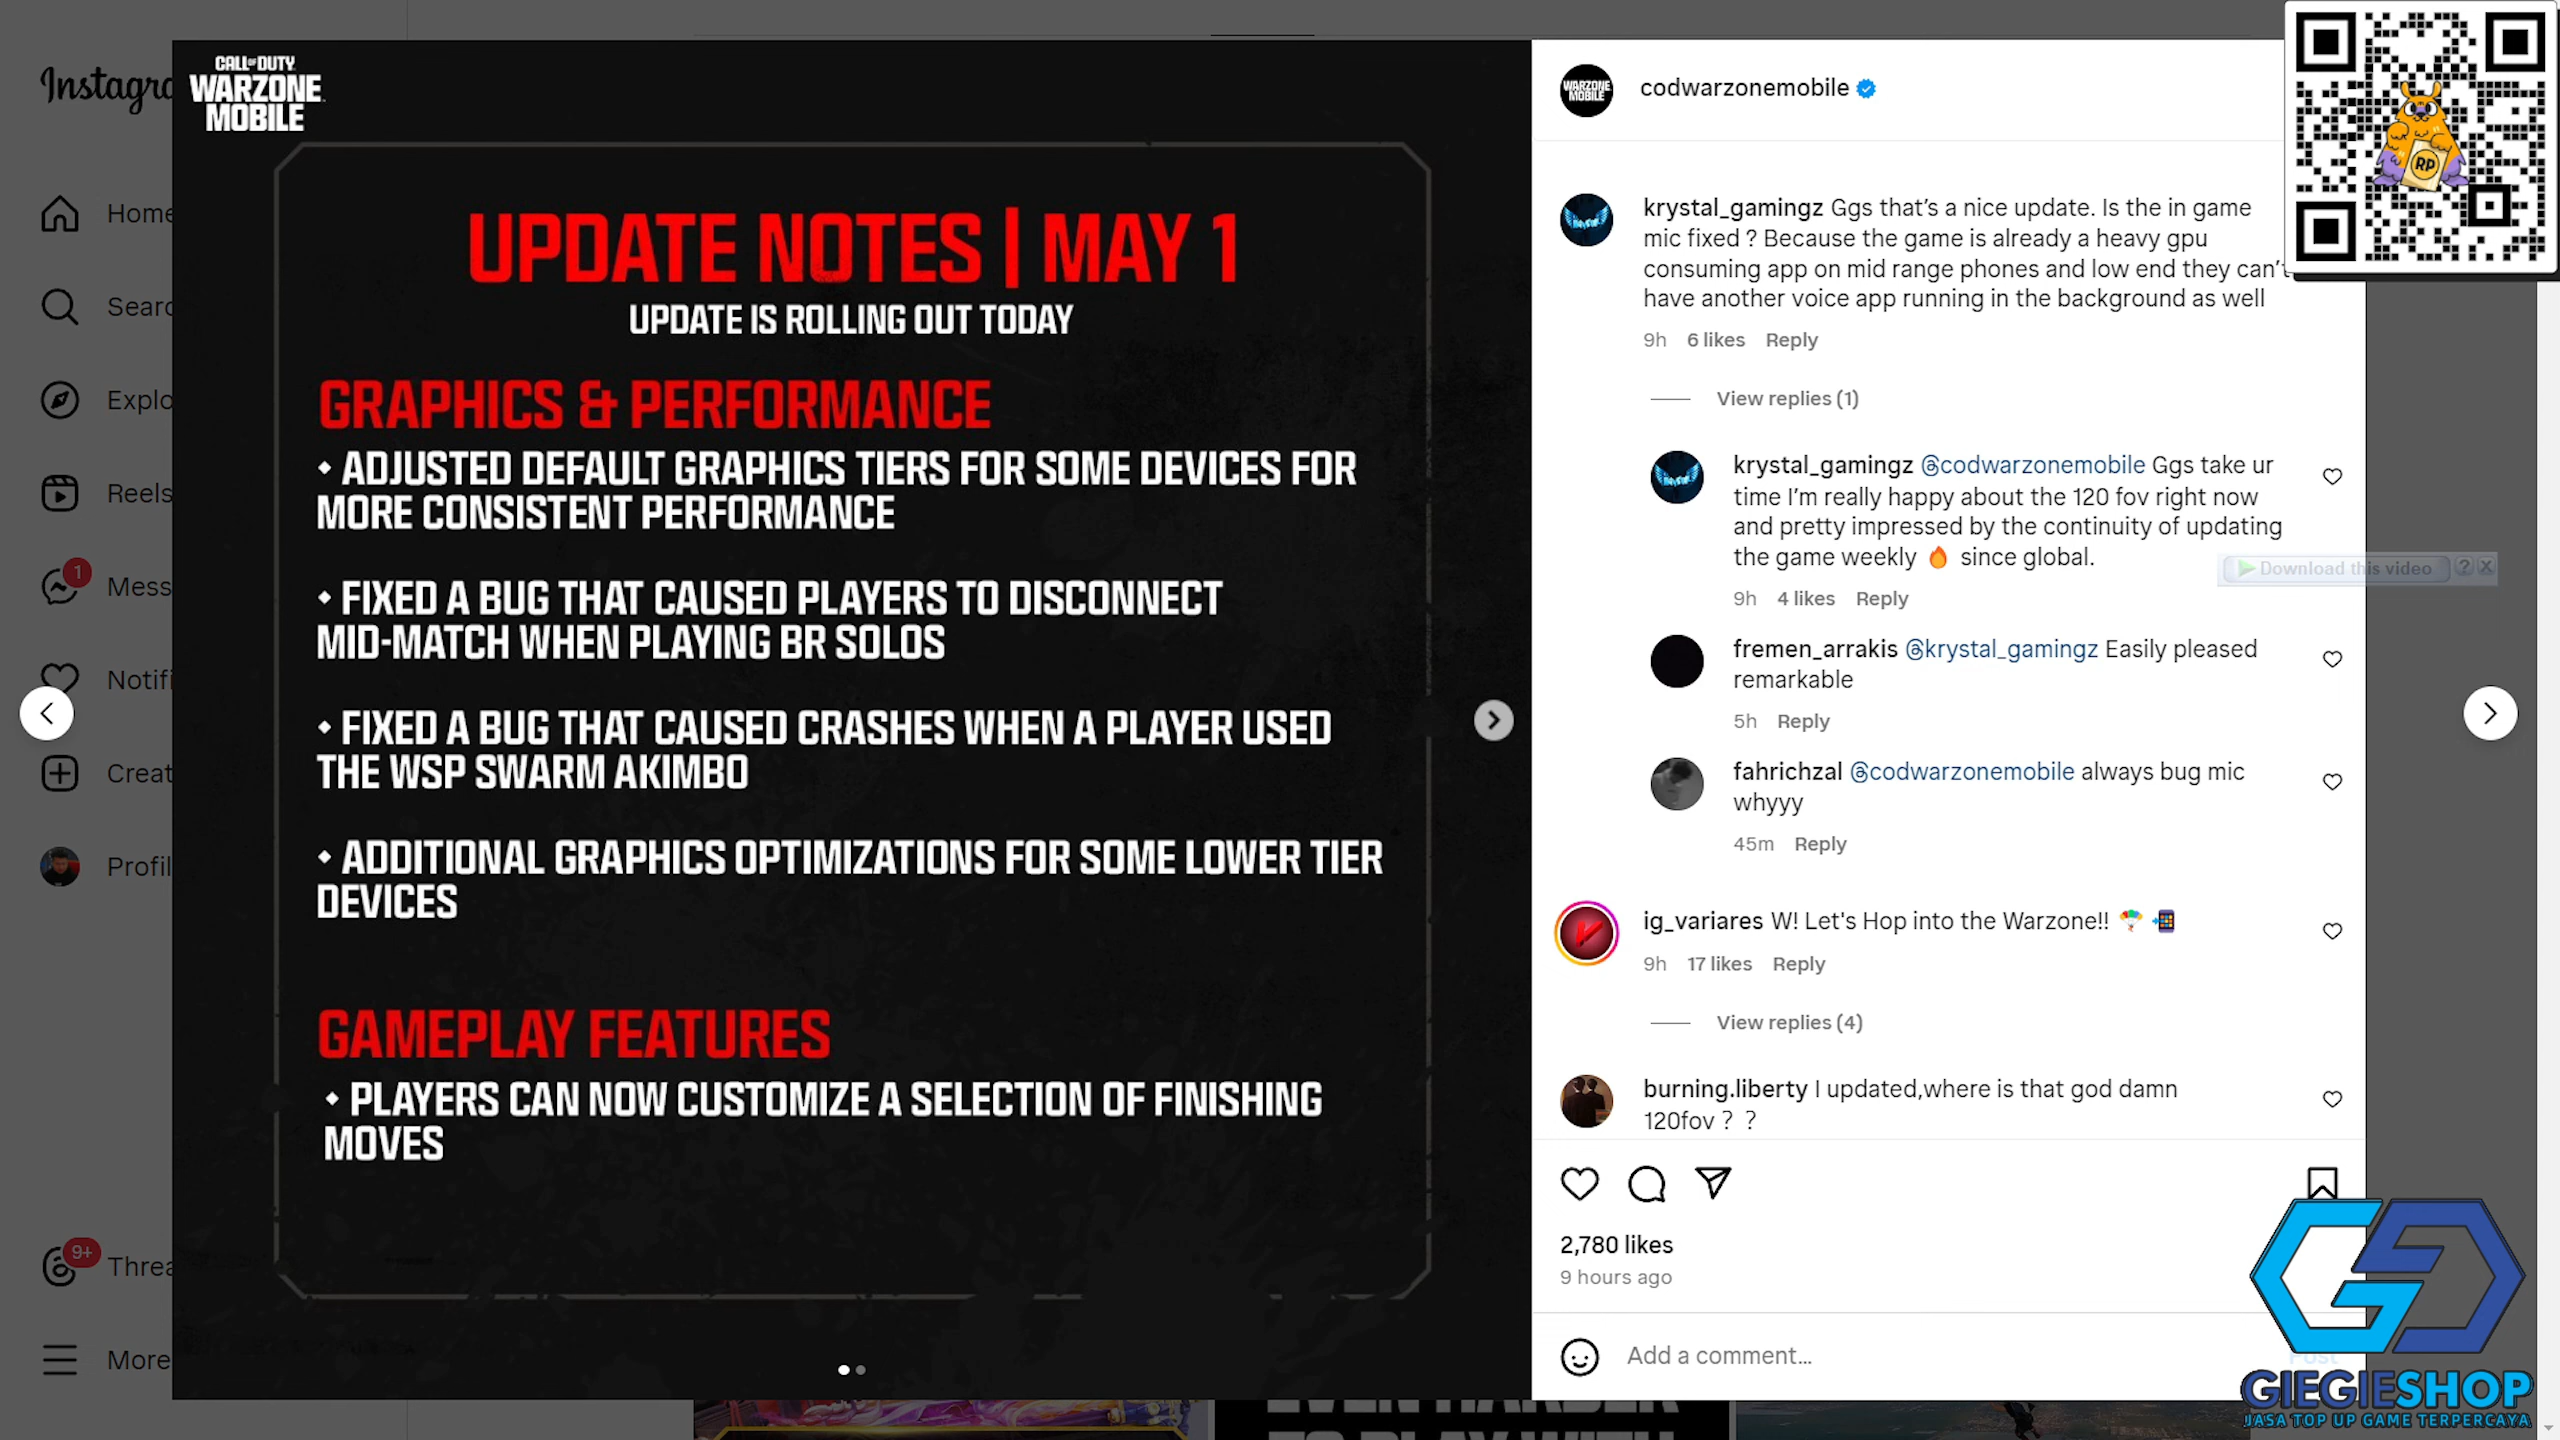 Instagra
Home
Searc
Explo
Reels
1
Mess
Notifi
Creat
Profil
9+
Threa
More
CALL OF DUTY
WARZONE
MOBILE
UPDATE NOTES | MAY 1
UPDATE IS ROLLING OUT TODAY
GRAPHICS & PERFORMANCE
• ADJUSTED DEFAULT GRAPHICS TIERS FOR SOME DEVICES FOR
MORE CONSISTENT PERFORMANCE
• FIXED A BUG THAT CAUSED PLAYERS TO DISCONNECT
MID-MATCH WHEN PLAYING BR SOLOS
• FIXED A BUG THAT CAUSED CRASHES WHEN A PLAYER USED
THE WSP SWARM AKIMBO
• ADDITIONAL GRAPHICS OPTIMIZATIONS FOR SOME LOWER TIER
DEVICES
GAMEPLAY FEATURES
• PLAYERS CAN NOW CUSTOMIZE A SELECTION OF FINISHING
MOVES
WARZONE
MOBILE
codwarzonemobile
RP
krystal_gamingz Ggs that's a nice update. Is the in game
mic fixed ? Because the game is already a heavy gpu
consuming app on mid range phones and low end they can't
have another voice app running in the background as well
9h 6 likes Reply
View replies (1)
krystal_gamingz @codwarzonemobile Ggs take ur
time I'm really happy about the 120 fov right now
and pretty impressed by the continuity of updating
the game weekly 🔥 since global.
9h 4 likes Reply
Download this video ? X
fremen_arrakis @krystal_gamingz Easily pleased
remarkable
5h Reply
fahrichzal @codwarzonemobile always bug mic
whyyy
45m Reply
ig_variares W! Let's Hop into the Warzone!! 🪂 📲
9h 17 likes Reply
View replies (4)
burning.liberty I updated,where is that god damn
120fov？？
2,780 likes
9 hours ago
Add a comment...
Post
GIEGIESHOP
JASA TOP UP GAME TERPERCAYA